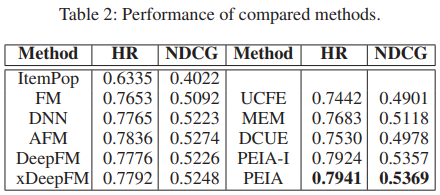 Table 2: Performance of compared methods.
Method HR NDCG Method HR NDCG
ItemPop 0.6335 0.4022
FM 0.7653 0.5092 UCFE 0.7442 0.4901
DNN 0.7765 0.5223 MEM 0.7683 0.5118
AFM 0.7836 0.5274 DCUE 0.7530 0.4978
DeepFM 0.7776 0.5226 PEIA-I 0.7924 0.5357
xDeepFM 0.7792 0.5248 PEIA 0.7941 0.5369